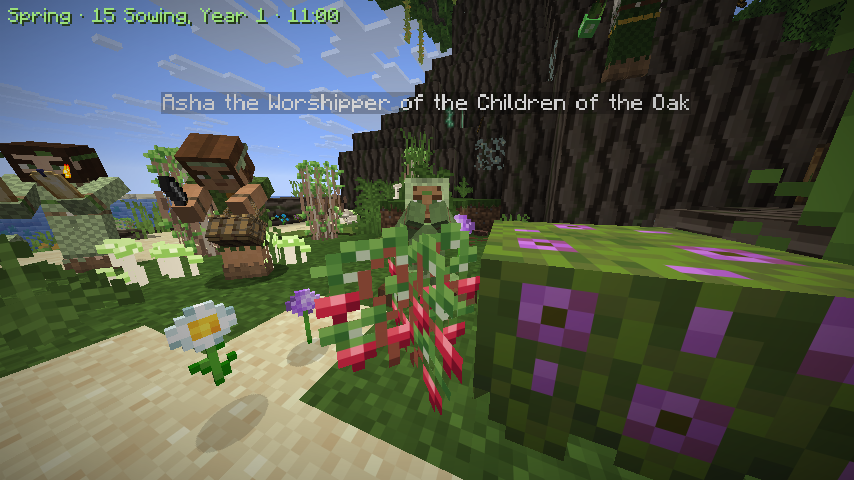 Spring · 15 Sowing, Year 1 · 11:00
Asha the Worshipper of the Children of the Oak